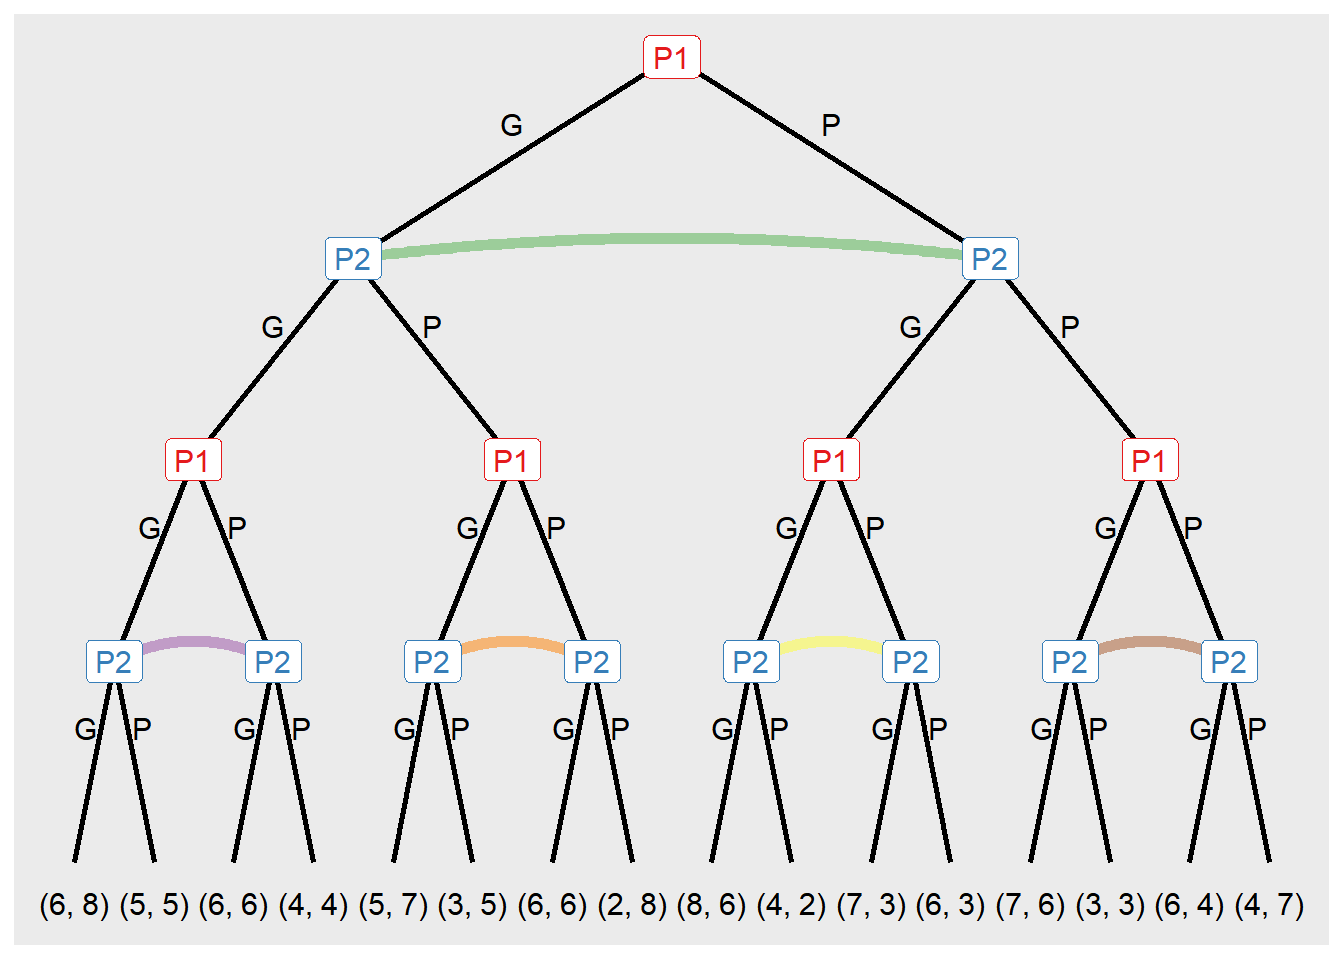 P1
G P
P2 P2
G P G P
P1 P1 P1 P1
G P G P G P G P
P2 P2 P2 P2 P2 P2 P2 P2
G P G P G P G P G P G P G P G P
(6, 8) (5, 5) (6, 6) (4, 4) (5, 7) (3, 5) (6, 6) (2, 8) (8, 6) (4, 2) (7, 3) (6, 3) (7, 6) (3, 3) (6, 4) (4, 7)